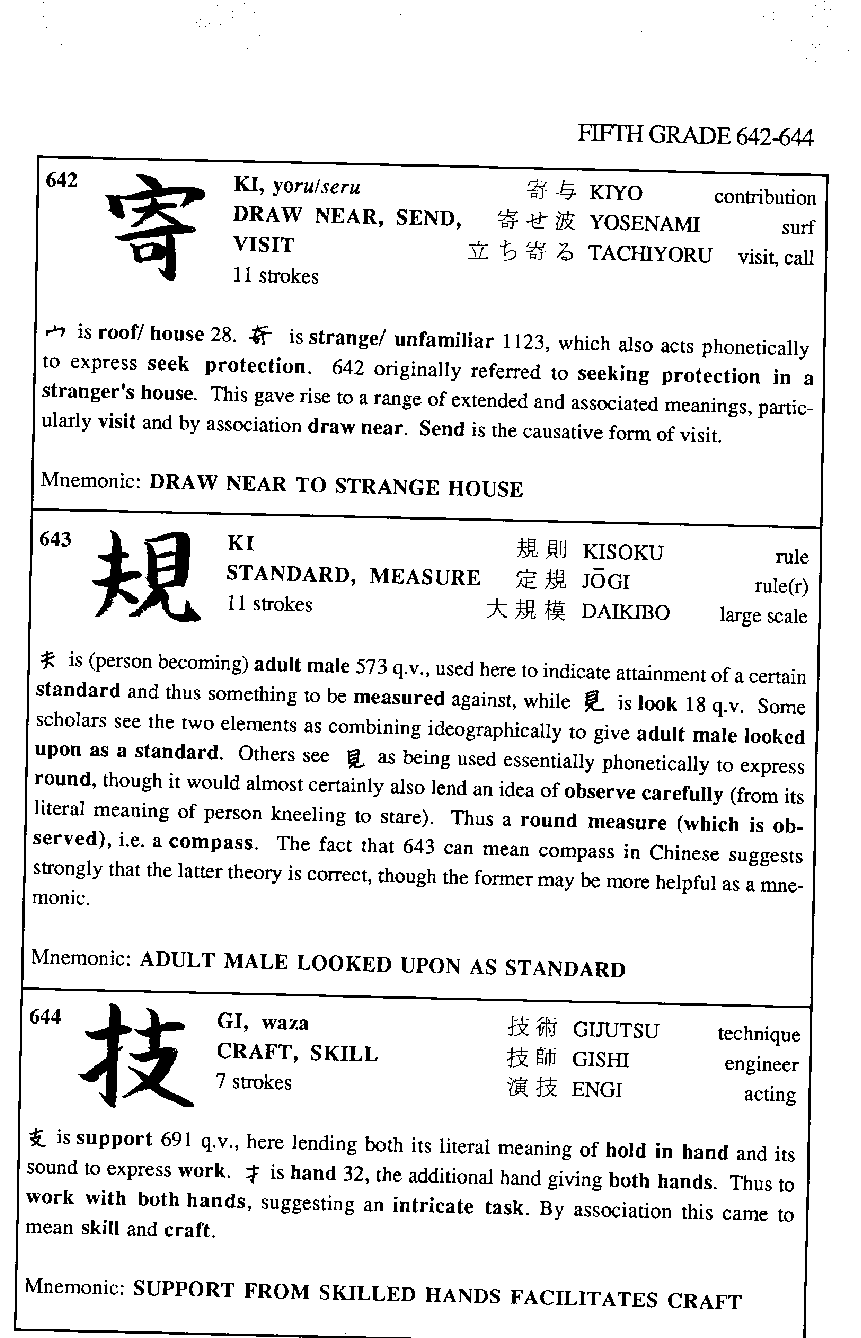 FIFTH GRADE 642-644
642 寄 KI, yoru/seru 寄与 KIYO contribution
DRAW NEAR, SEND, 寄せ波 YOSENAMI surf
VISIT 立ち寄る TACHIYORU visit, call
11 strokes
宀 is roof/ house 28. 奇 is strange/ unfamiliar 1123, which also acts phonetically
to express seek protection. 642 originally referred to seeking protection in a
stranger's house. This gave rise to a range of extended and associated meanings, partic-
ularly visit and by association draw near. Send is the causative form of visit.
Mnemonic: DRAW NEAR TO STRANGE HOUSE
643 規 KI 規則 KISOKU rule
STANDARD, MEASURE 定規 JŌGI rule(r)
11 strokes 大規模 DAIKIBO large scale
夫 is (person becoming) adult male 573 q.v., used here to indicate attainment of a certain
standard and thus something to be measured against, while 見 is look 18 q.v. Some
scholars see the two elements as combining ideographically to give adult male looked
upon as a standard. Others see 見 as being used essentially phonetically to express
round, though it would almost certainly also lend an idea of observe carefully (from its
literal meaning of person kneeling to stare). Thus a round measure (which is ob-
served), i.e. a compass. The fact that 643 can mean compass in Chinese suggests
strongly that the latter theory is correct, though the former may be more helpful as a mne-
monic.
Mnemonic: ADULT MALE LOOKED UPON AS STANDARD
644 技 GI, waza 技術 GIJUTSU technique
CRAFT, SKILL 技師 GISHI engineer
7 strokes 演技 ENGI acting
支 is support 691 q.v., here lending both its literal meaning of hold in hand and its
sound to express work. 扌 is hand 32, the additional hand giving both hands. Thus to
work with both hands, suggesting an intricate task. By association this came to
mean skill and craft.
Mnemonic: SUPPORT FROM SKILLED HANDS FACILITATES CRAFT